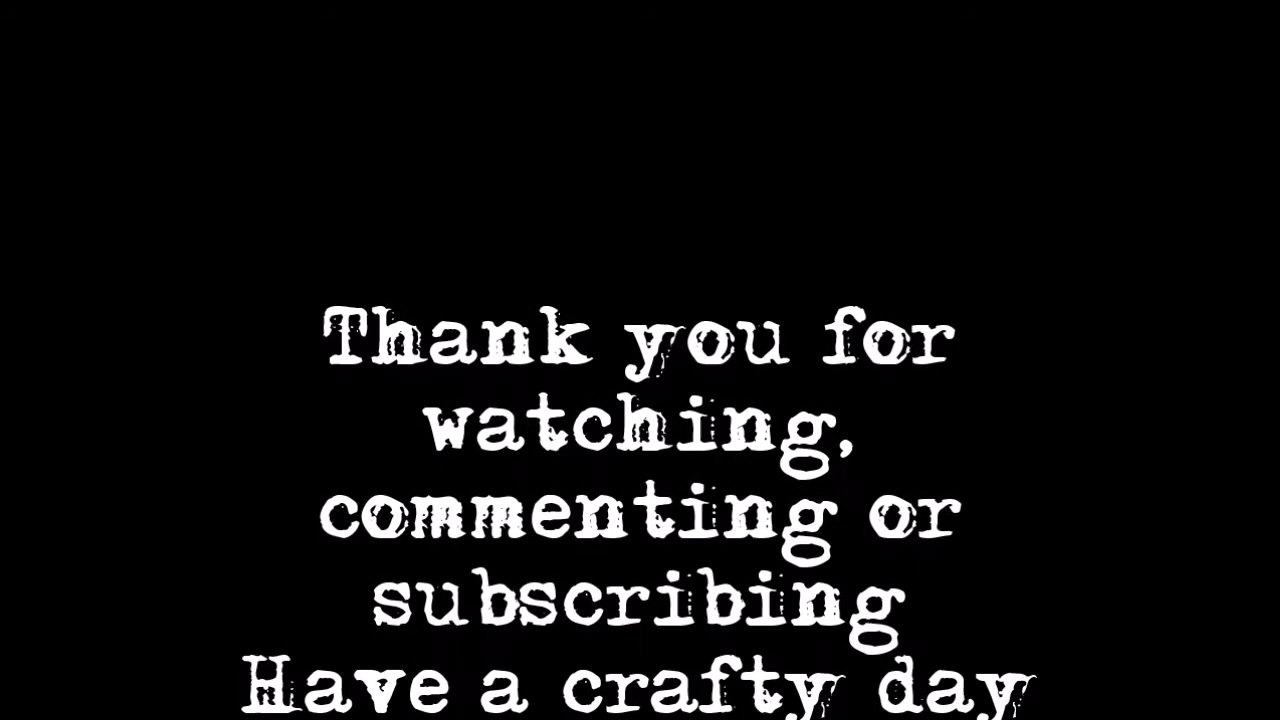 Thank you for
watching,
commenting or
subscribing
Have a crafty day